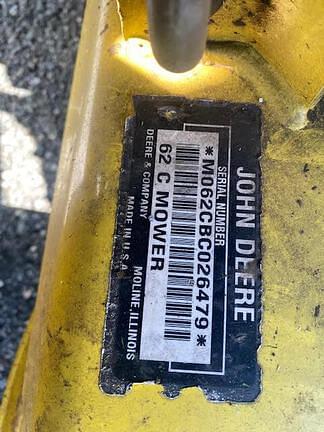 JOHN DEERE
SERIAL NUMBER
*M062CBC026479*
62 C MOWER
DEERE & COMPANY MOLINE, ILLINOIS
MADE IN U.S.A.